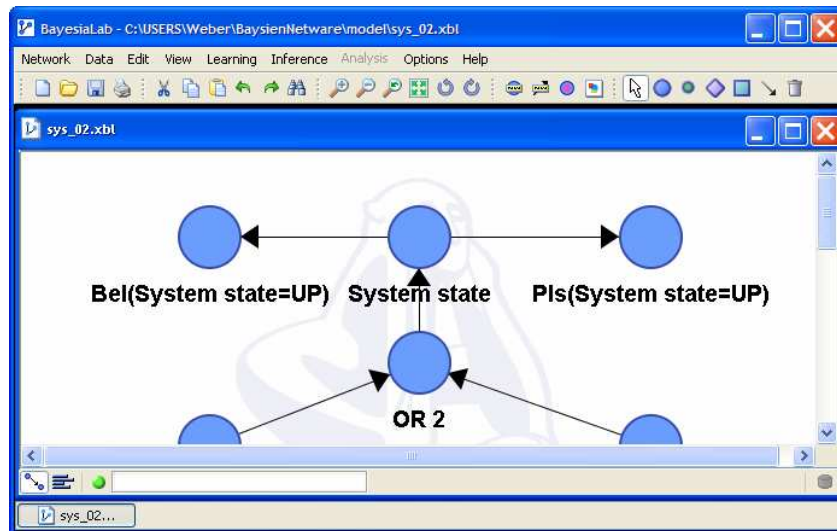 BayesiaLab - C:\USERS\Weber\BaysienNetware\model\sys_02.xbl
Network Data Edit View Learning Inference Analysis Options Help
sys_02.xbl
Bel(System state=UP) System state Pls(System state=UP)
OR 2
sys_02...